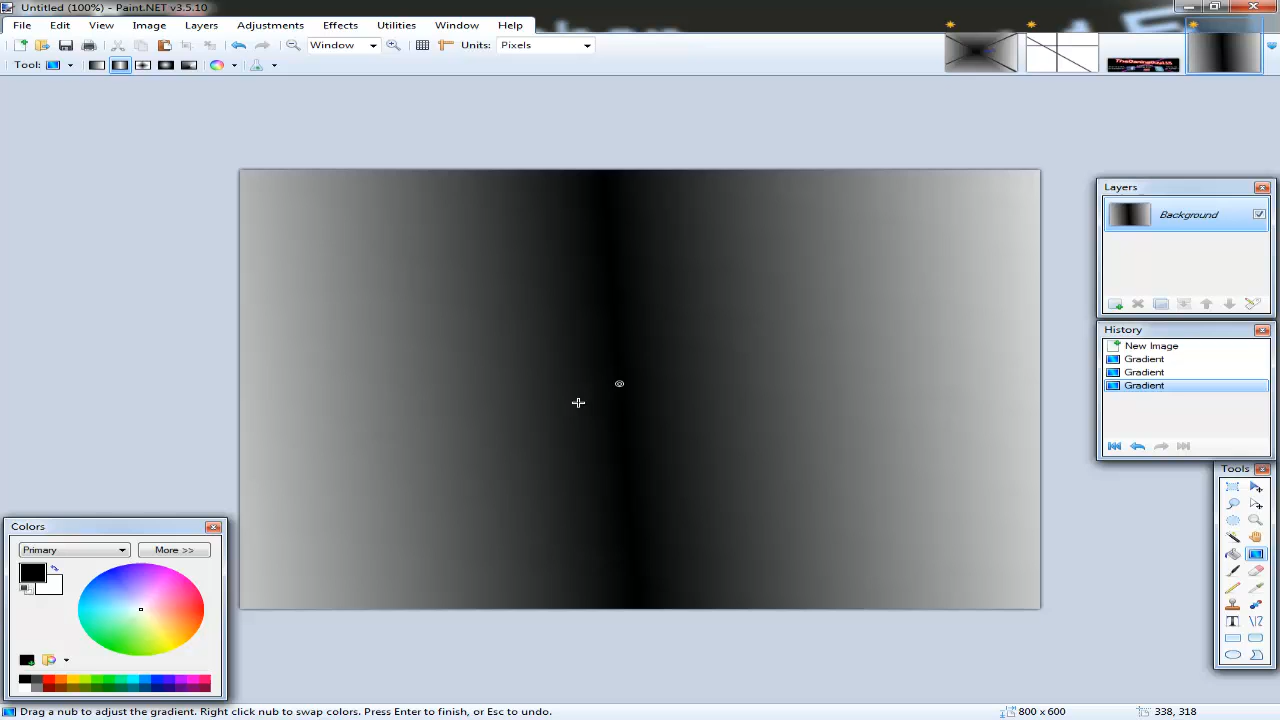 Untitled (100%) - Paint.NET v3.5.10
File Edit View Image Layers Adjustments Effects Utilities Window Help
Window Units: Pixels
Tool:
Layers
Background
History
New Image
Gradient
Gradient
Gradient
Tools
Colors
Primary More >>
Drag a nub to adjust the gradient. Right click nub to swap colors. Press Enter to finish, or Esc to undo. 800 x 600 338, 318